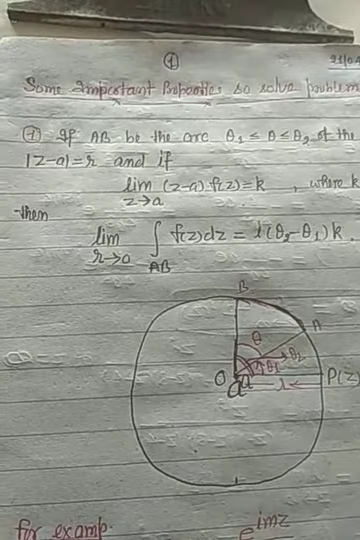 ①
Some Important Properties to solve problem
① If AB be the arc θ₁ ≤ θ ≤ θ₂ of the
|z-a|=r and if
lim (z-a) f(z)=k , where k
z→a
then
lim ∫ f(z)dz = i(θ₂-θ₁)k.
r→0 AB
B
A
θ
θ₂
θ₁
O
a
r
P(z)
for examp.
e^imz